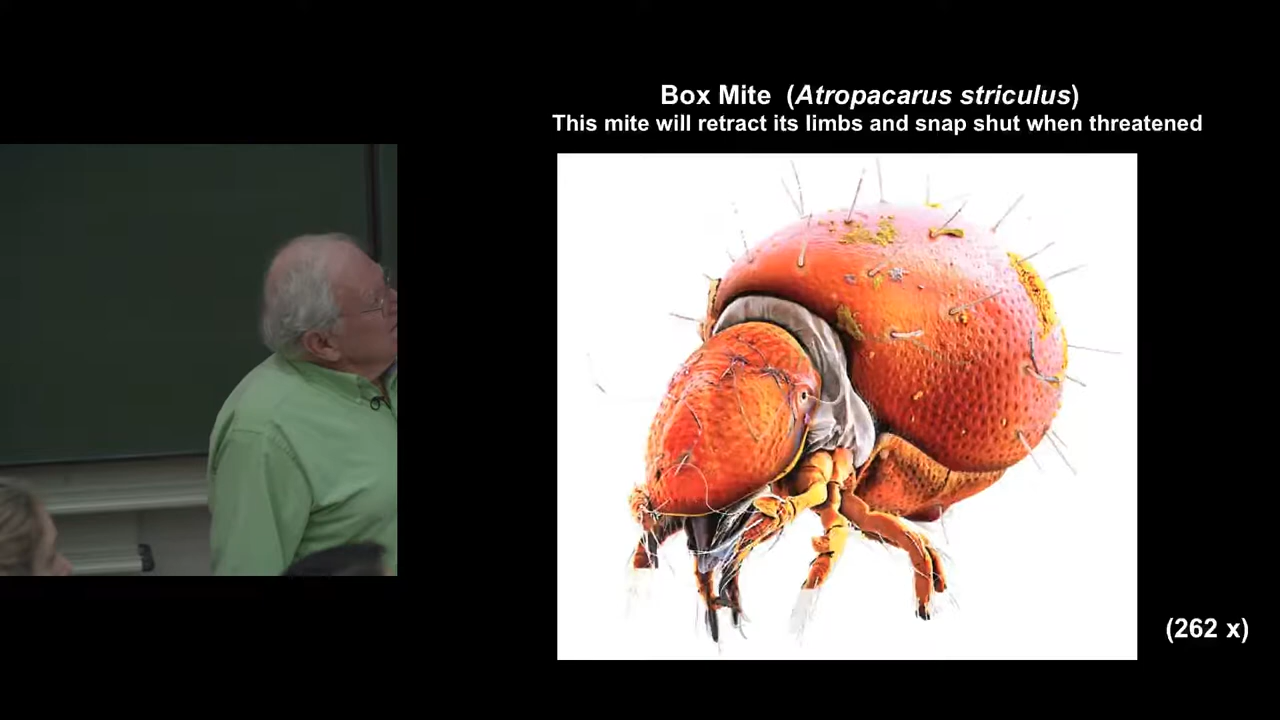 Box Mite (Atropacarus striculus)
This mite will retract its limbs and snap shut when threatened
(262 x)